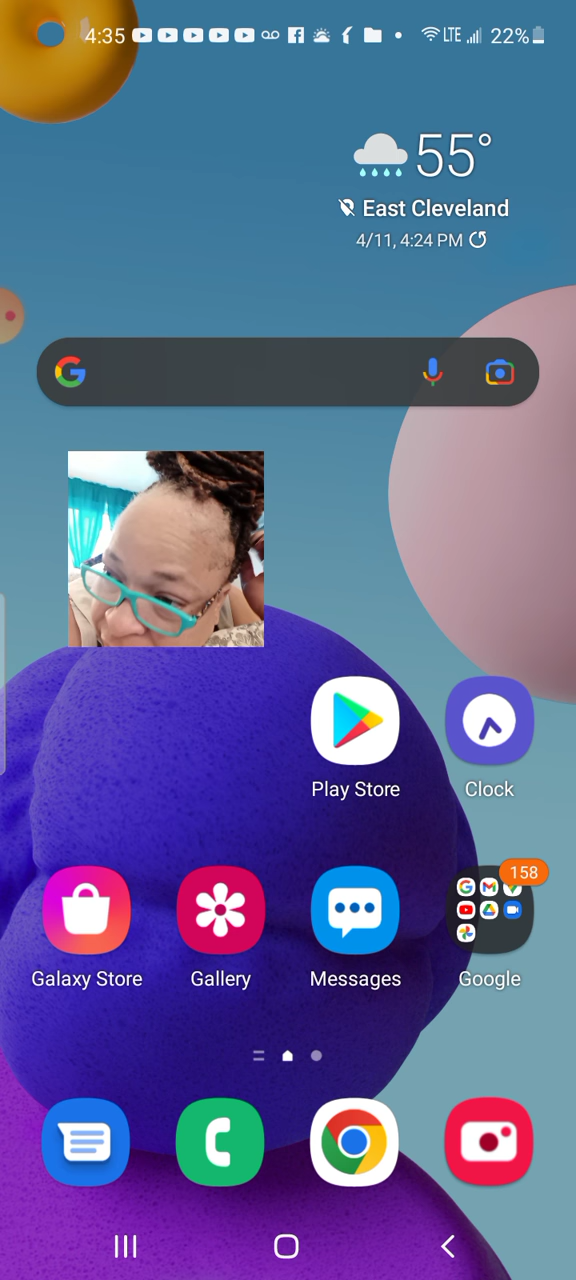 4:35 LTE 22%
55°
East Cleveland
4/11, 4:24 PM
Play Store
Clock
158
Galaxy Store
Gallery
Messages
Google